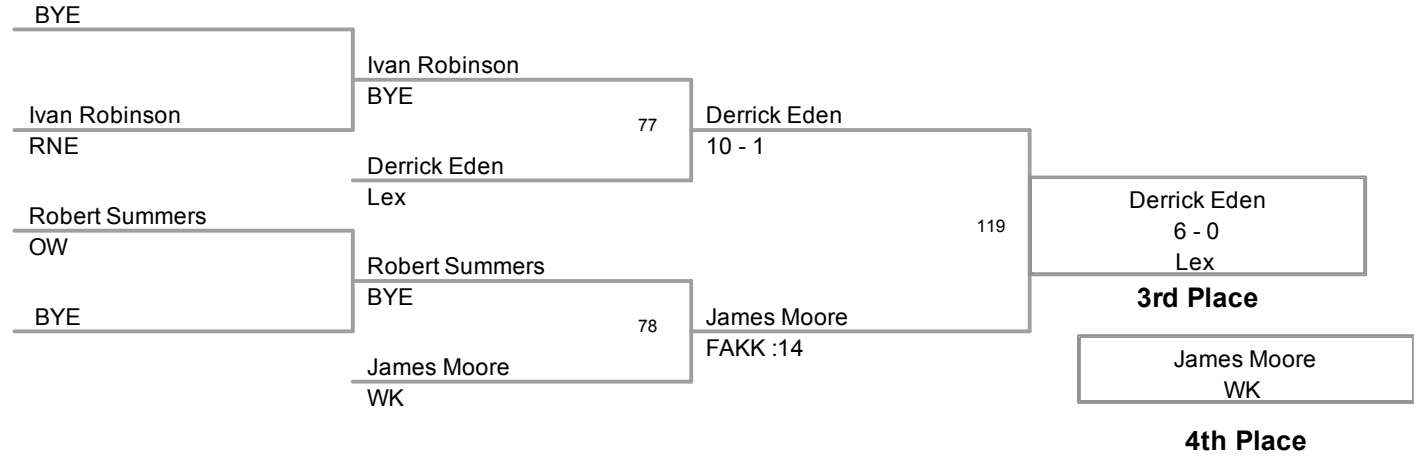 BYE
Ivan Robinson
RNE
Robert Summers
OW
BYE
Ivan Robinson
BYE
77
Derrick Eden
Lex
Robert Summers
BYE
78
James Moore
WK
Derrick Eden
10 - 1
119
James Moore
FAKK :14
Derrick Eden
6 - 0
Lex
3rd Place
James Moore
WK
4th Place